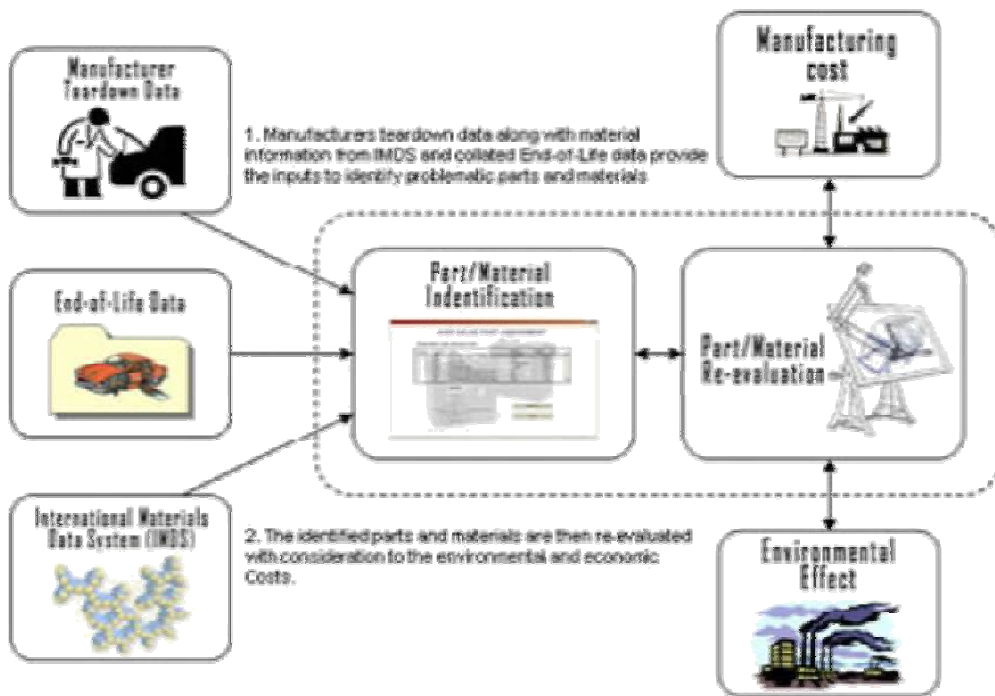 Manufacturer
Teardown Data
Manufacturing
cost
1. Manufacturers teardown data along with material
information from IMDS and collated End-of-Life data provide
the inputs to identify problematic parts and materials
End-of-Life Data
Part/Material
Indentification
Part/Material
Re-evaluation
International Materials
Data System (IMDS)
2. The identified parts and materials are then re-evaluated
with consideration to the environmental and economic
Costs.
Environmental
Effect